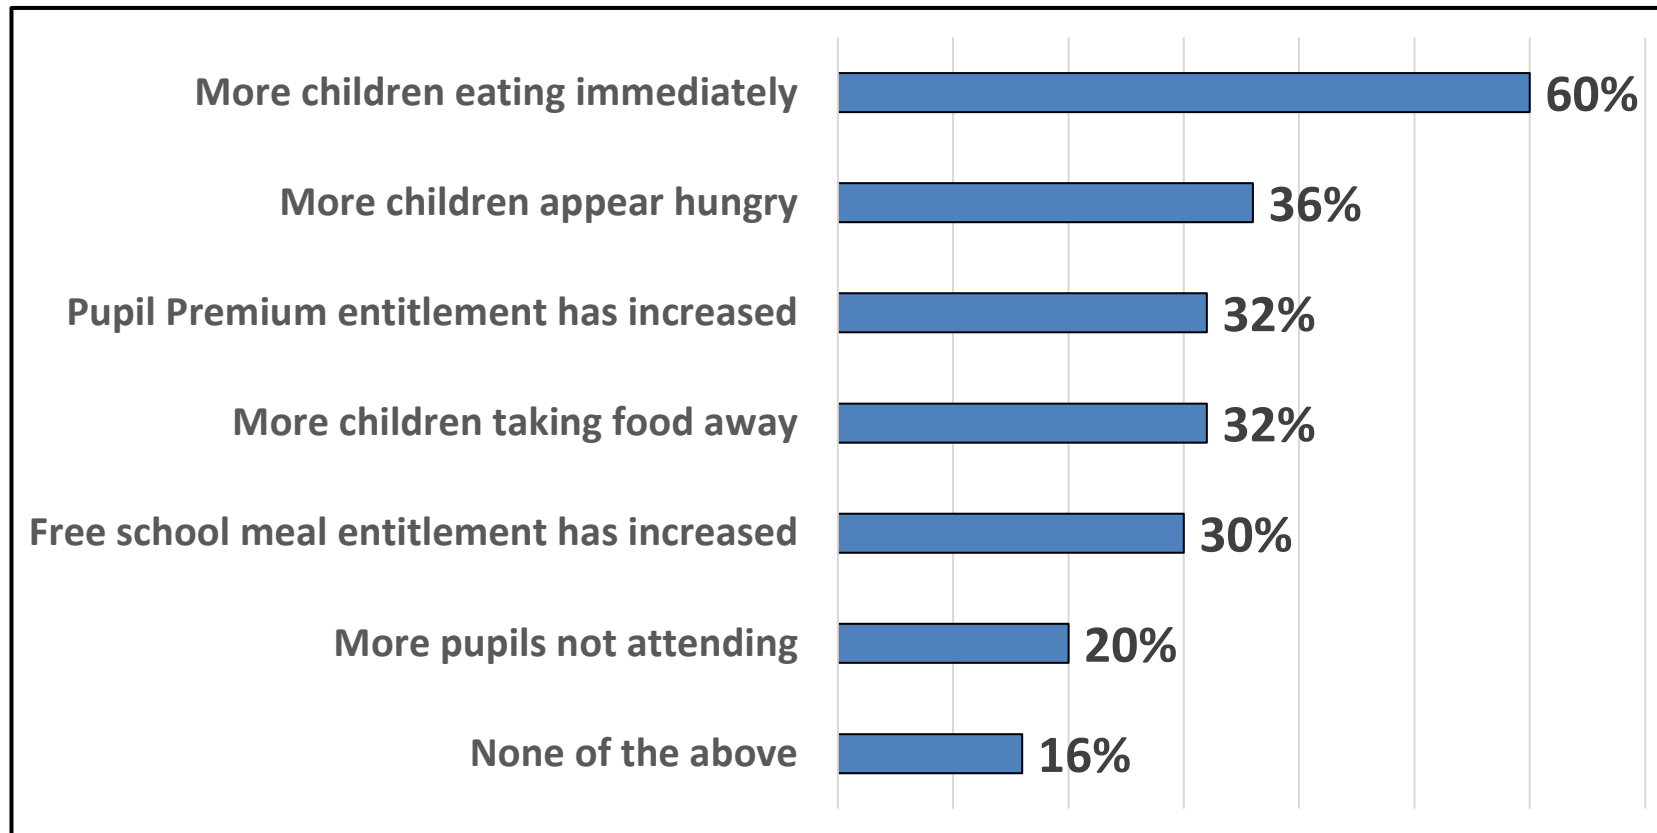 More children eating immediately 60%
More children appear hungry 36%
Pupil Premium entitlement has increased 32%
More children taking food away 32%
Free school meal entitlement has increased 30%
More pupils not attending 20%
None of the above 16%